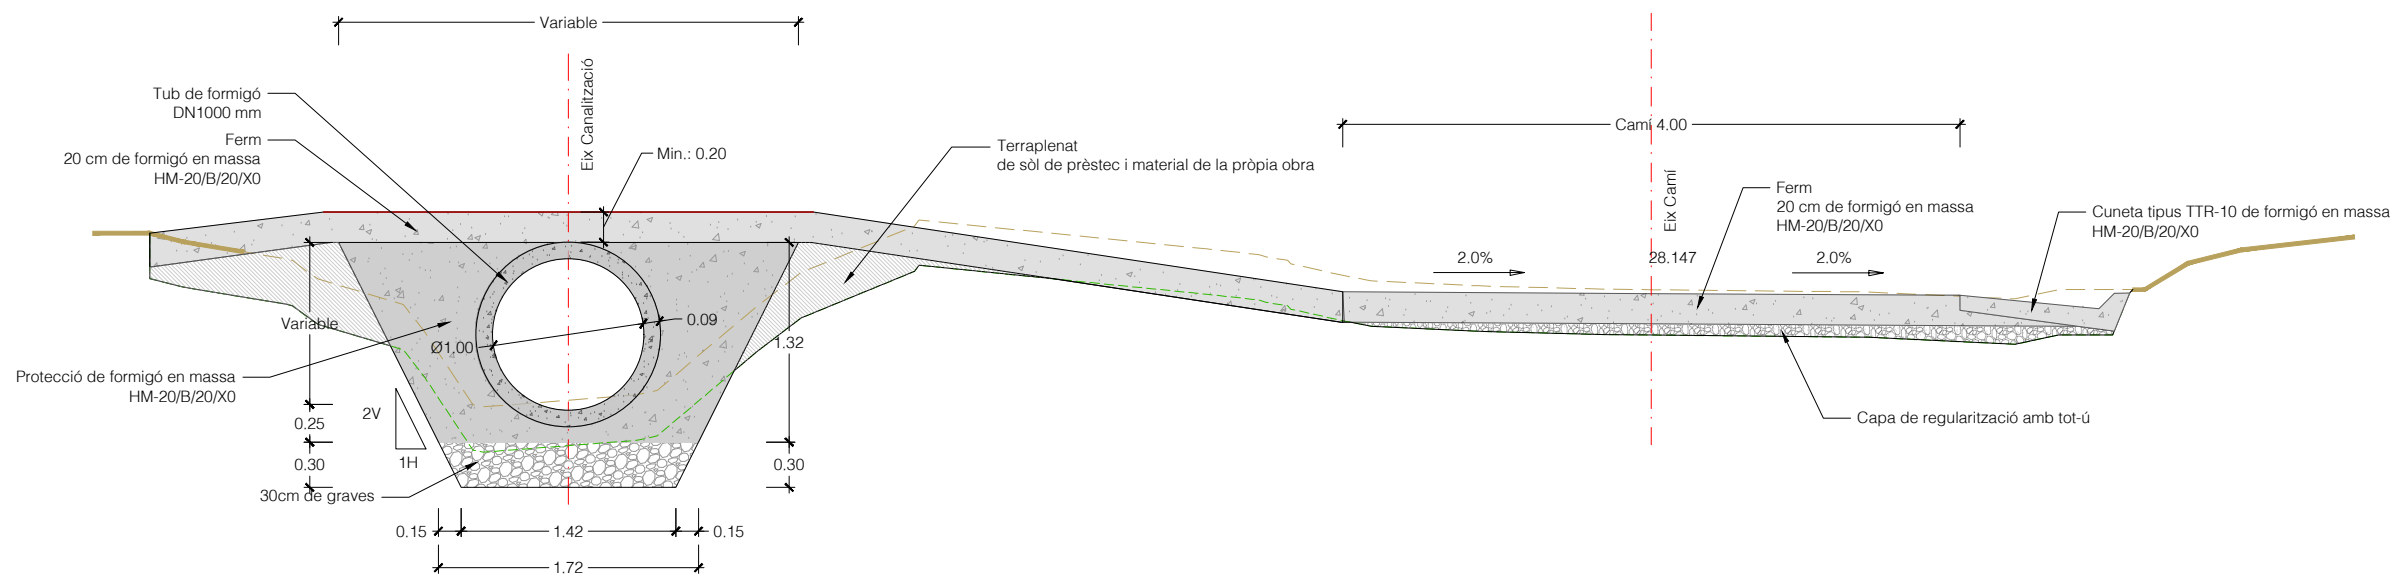 Variable
Eix Canalització
Tub de formigó
DN1000 mm
Ferm
20 cm de formigó en massa
HM-20/B/20/X0
Min.: 0.20
Terraplenat
de sòl de prèstec i material de la pròpia obra
Camí 4.00
Eix Camí
Ferm
20 cm de formigó en massa
HM-20/B/20/X0
Cuneta tipus TTR-10 de formigó en massa
HM-20/B/20/X0
2.0%
28.147
2.0%
Variable
0.09
Ø1.00
1.32
Protecció de formigó en massa
HM-20/B/20/X0
2V
1H
0.25
0.30
0.30
30cm de graves
Capa de regularització amb tot-ú
0.15
1.42
0.15
1.72